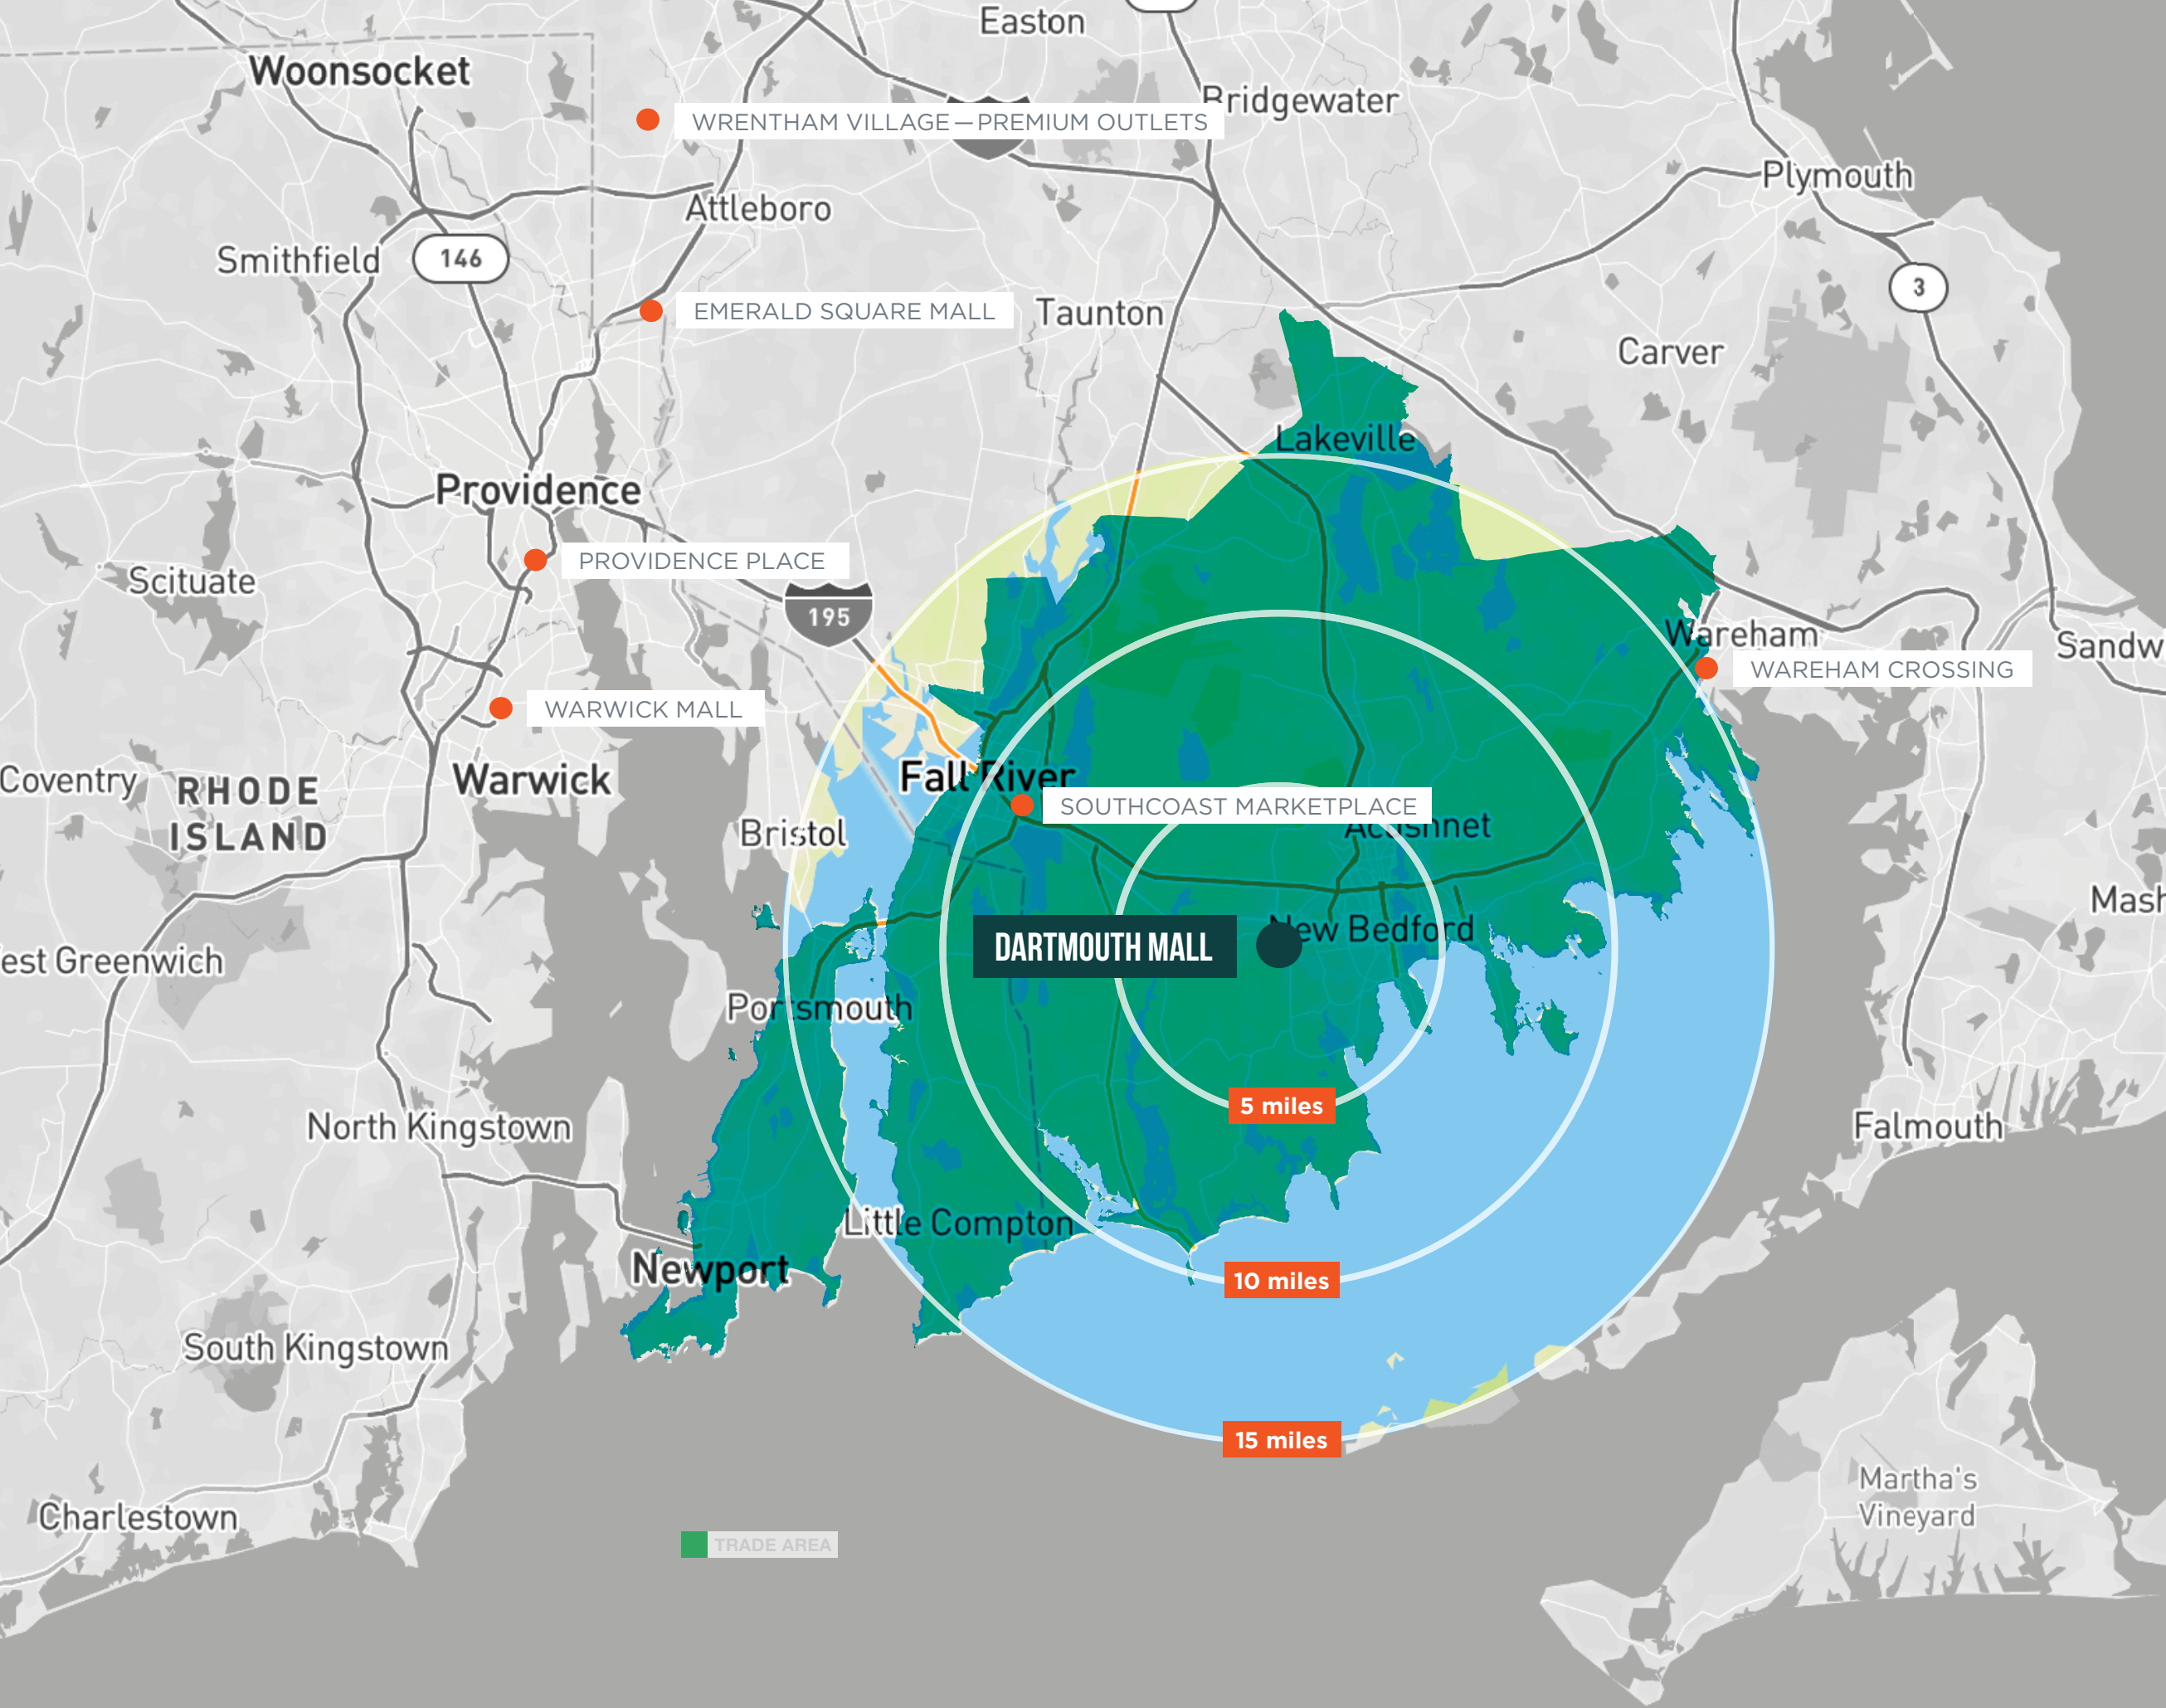 Easton
Woonsocket
Bridgewater
WRENTHAM VILLAGE — PREMIUM OUTLETS
Plymouth
Attleboro
Smithfield
146
3
EMERALD SQUARE MALL
Taunton
Carver
Lakeville
Providence
PROVIDENCE PLACE
Scituate
195
Wareham
Sandw
WAREHAM CROSSING
WARWICK MALL
Coventry
RHODE
ISLAND
Warwick
Fall River
SOUTHCOAST MARKETPLACE
Bristol
Acushnet
Mash
New Bedford
DARTMOUTH MALL
est Greenwich
Portsmouth
5 miles
North Kingstown
Falmouth
Little Compton
Newport
10 miles
South Kingstown
15 miles
Martha's
Vineyard
Charlestown
TRADE AREA